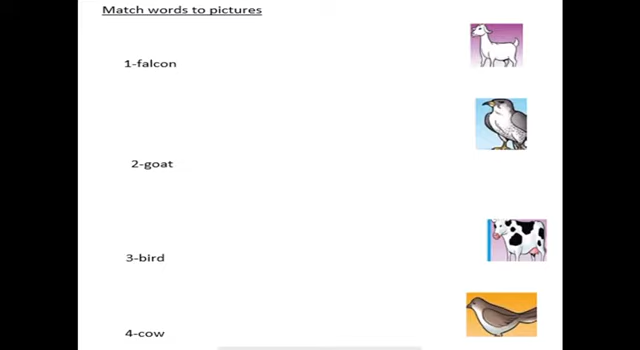 Match words to pictures
1-falcon
2-goat
3-bird
4-cow